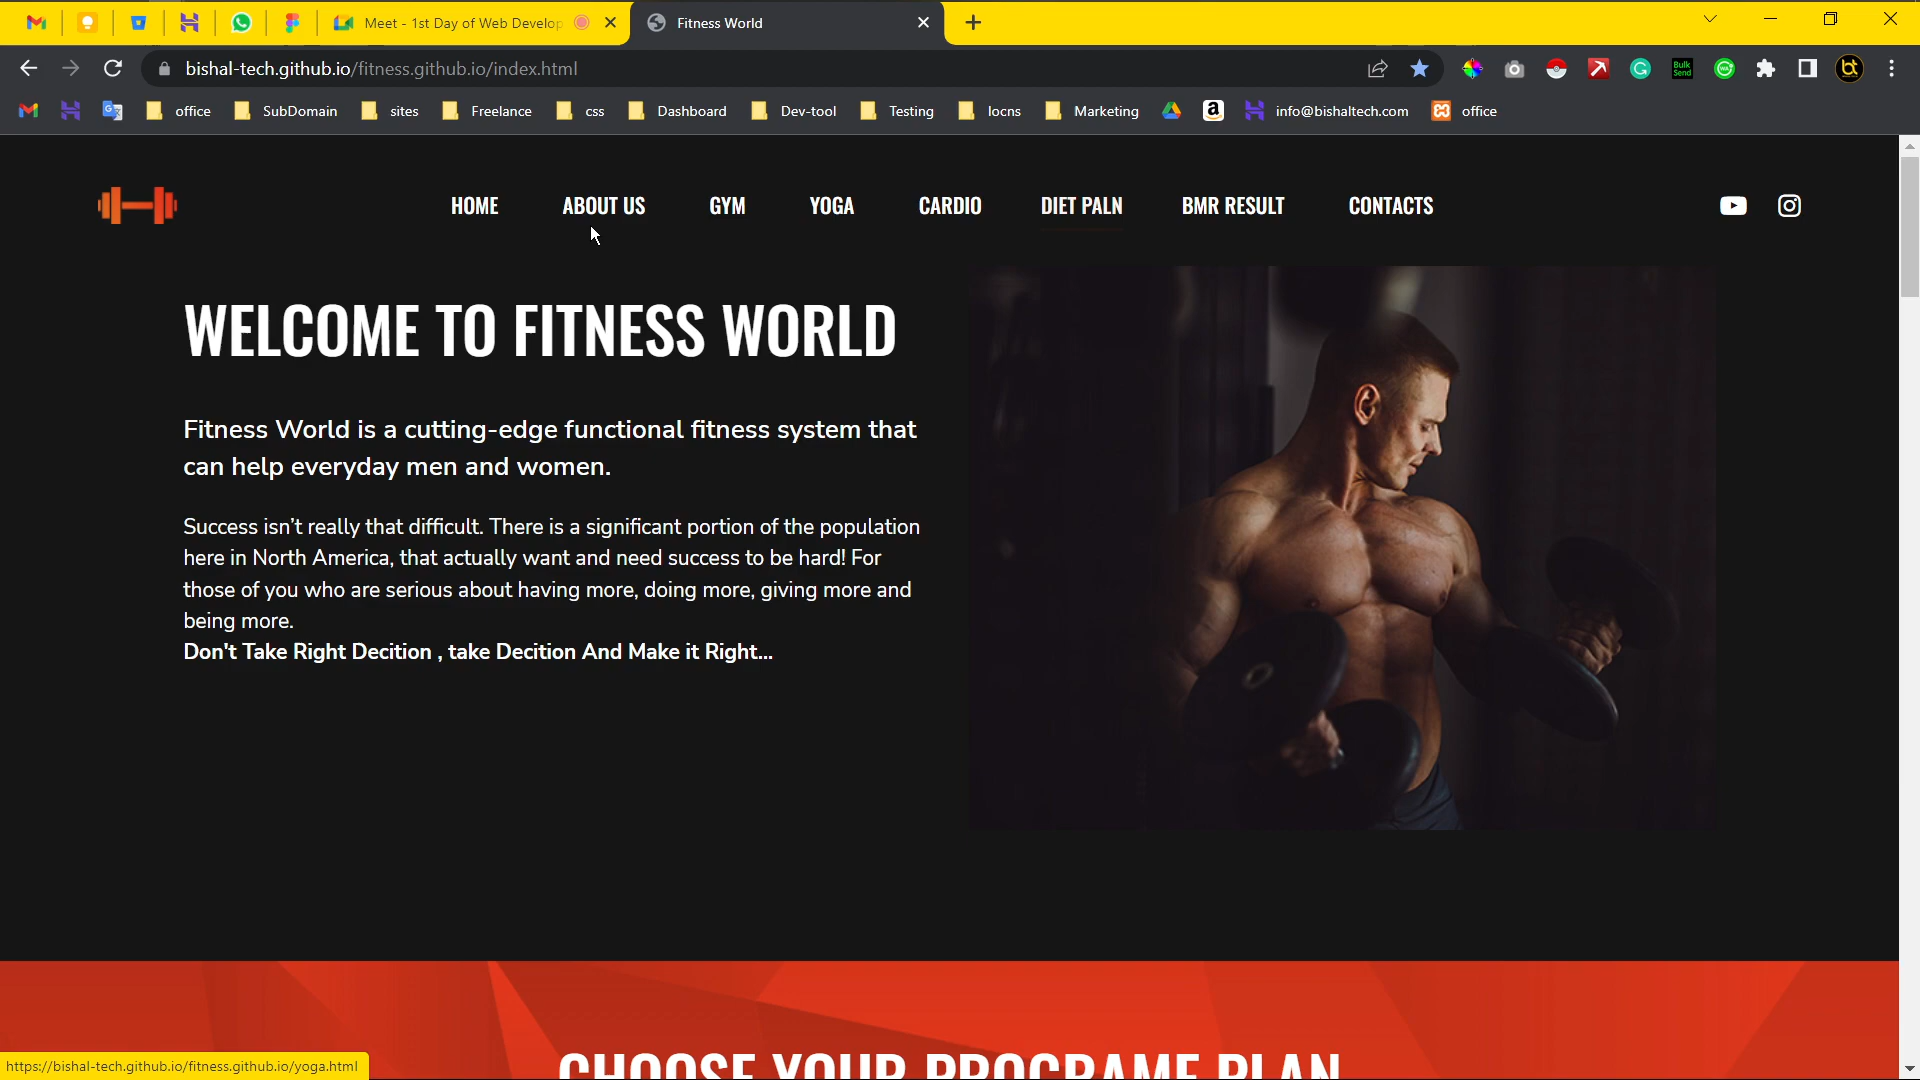 Meet - 1st Day of Web Develop
Fitness World
bishal-tech.github.io/fitness.github.io/index.html
office
SubDomain
sites
Freelance
css
Dashboard
Dev-tool
Testing
locns
Marketing
info@bishaltech.com
office
HOME
ABOUT US
GYM
YOGA
CARDIO
DIET PALN
BMR RESULT
CONTACTS
WELCOME TO FITNESS WORLD
Fitness World is a cutting-edge functional fitness system that
can help everyday men and women.
Success isn't really that difficult. There is a significant portion of the population
here in North America, that actually want and need success to be hard! For
those of you who are serious about having more, doing more, giving more and
being more.
Don't Take Right Decition , take Decition And Make it Right...
CHOOSE YOUR PROGRAME PLAN
https://bishal-tech.github.io/fitness.github.io/yoga.html